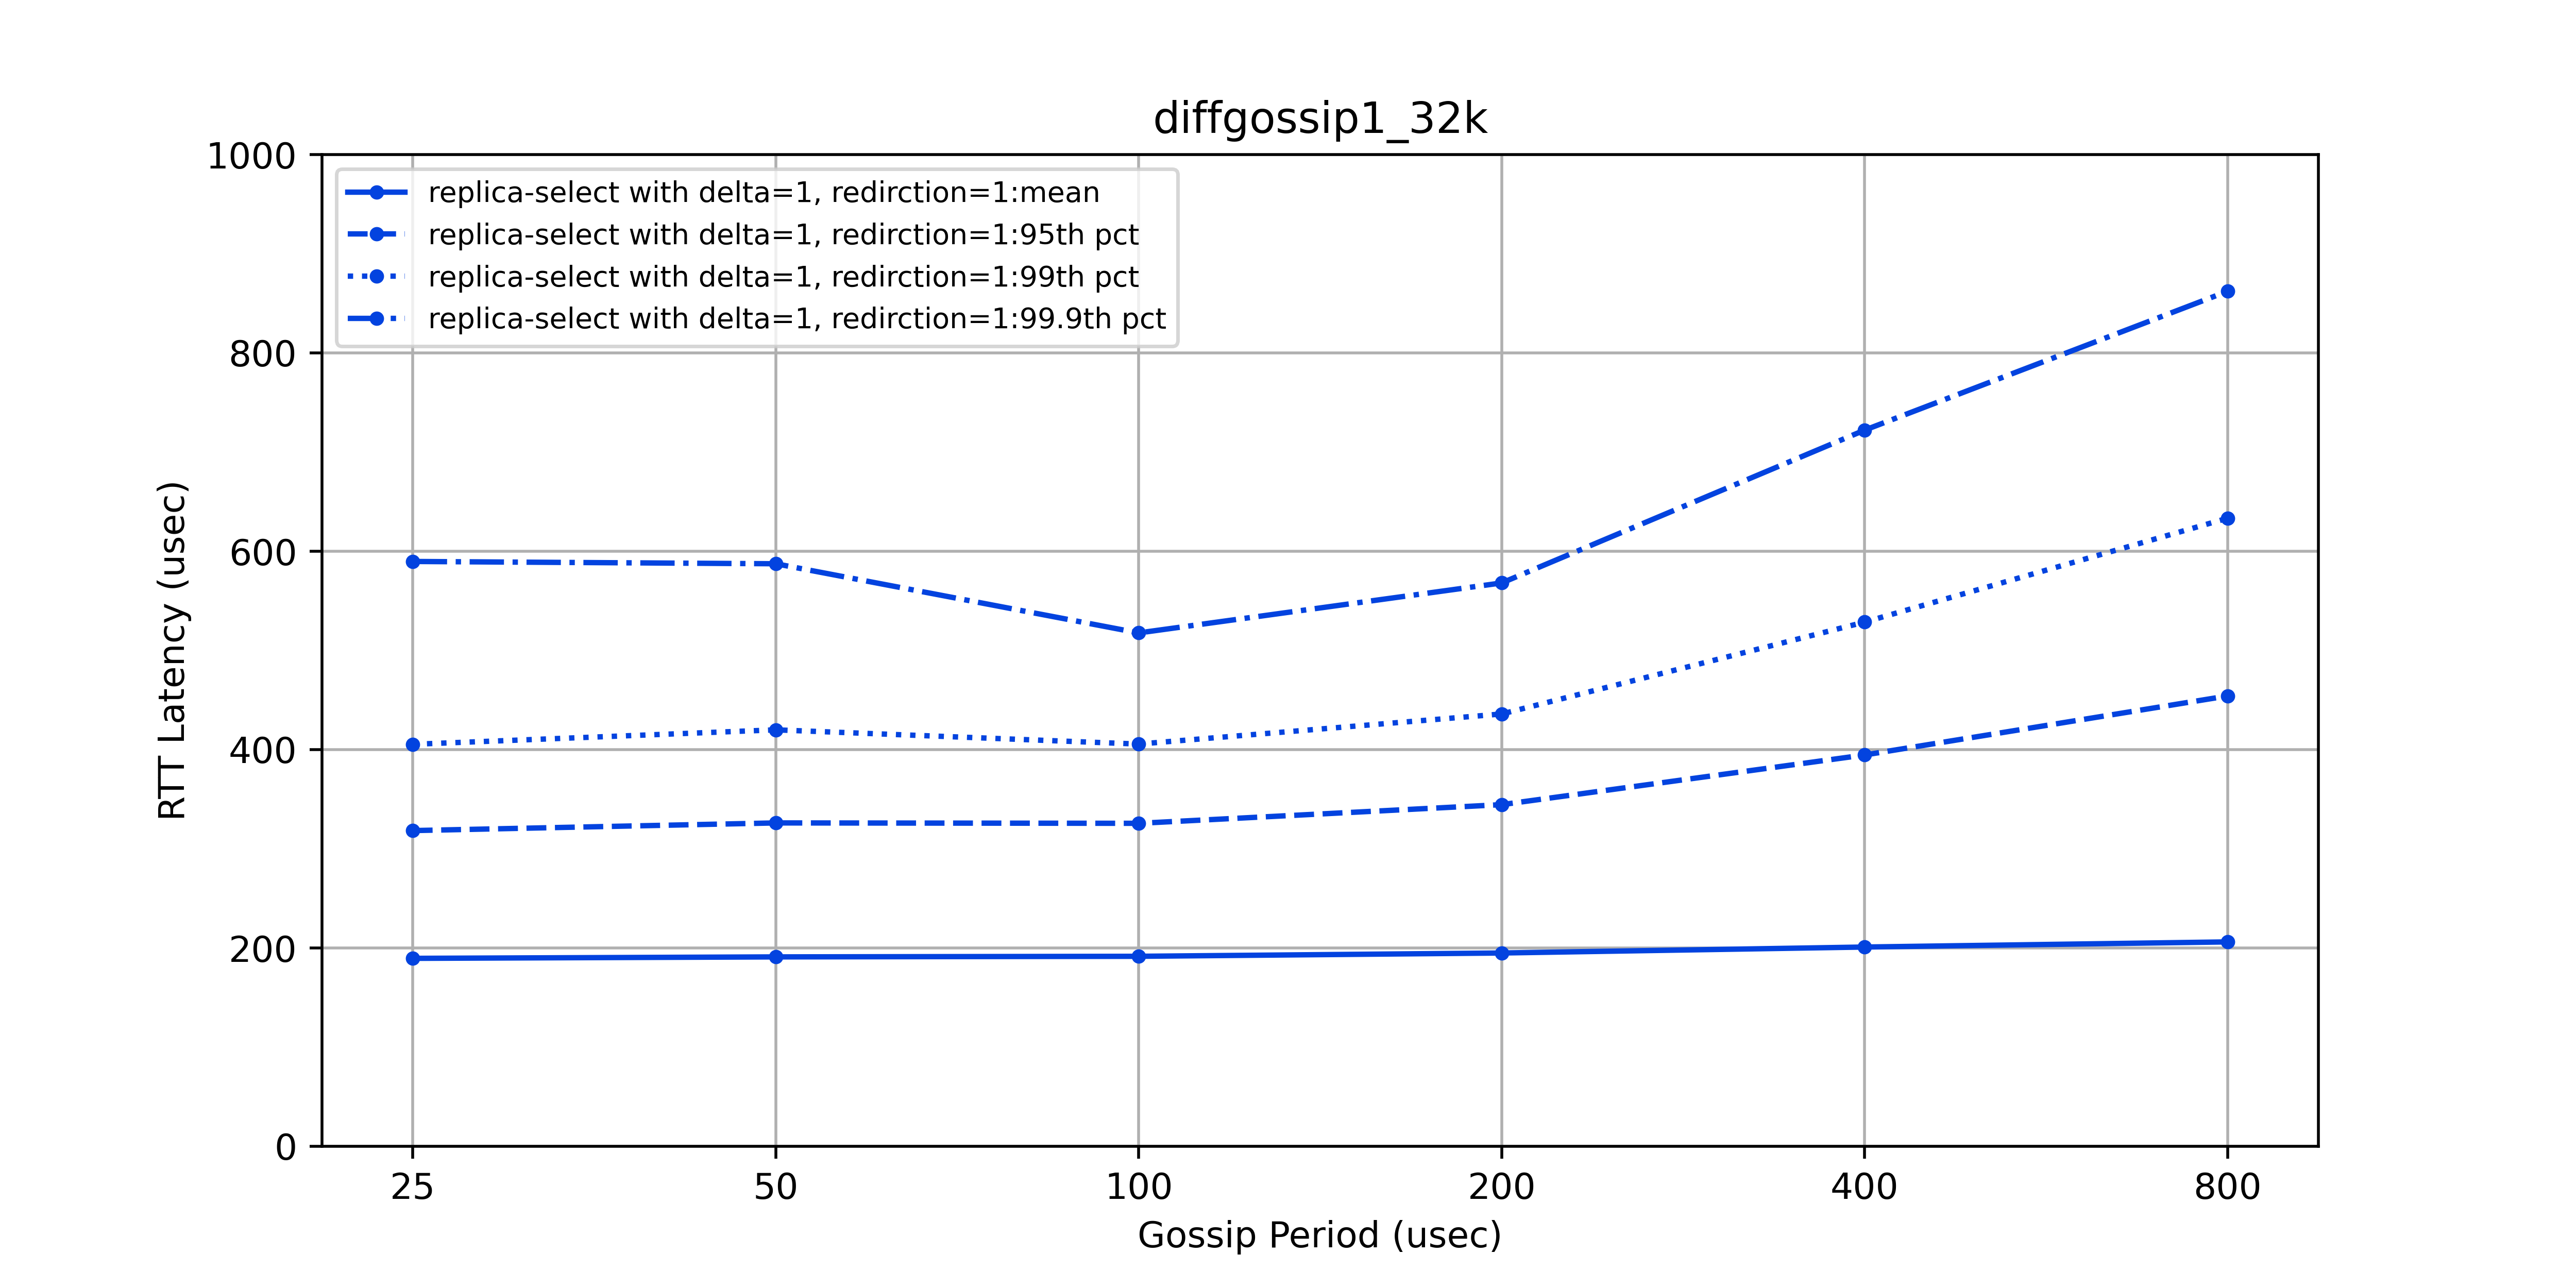 diffgossip1_32k
1000
800
600
400
200
0
RTT Latency (usec)
replica-select with delta=1, redirction=1:mean
replica-select with delta=1, redirction=1:95th pct
replica-select with delta=1, redirction=1:99th pct
replica-select with delta=1, redirction=1:99.9th pct
25 50 100 200 400 800
Gossip Period (usec)